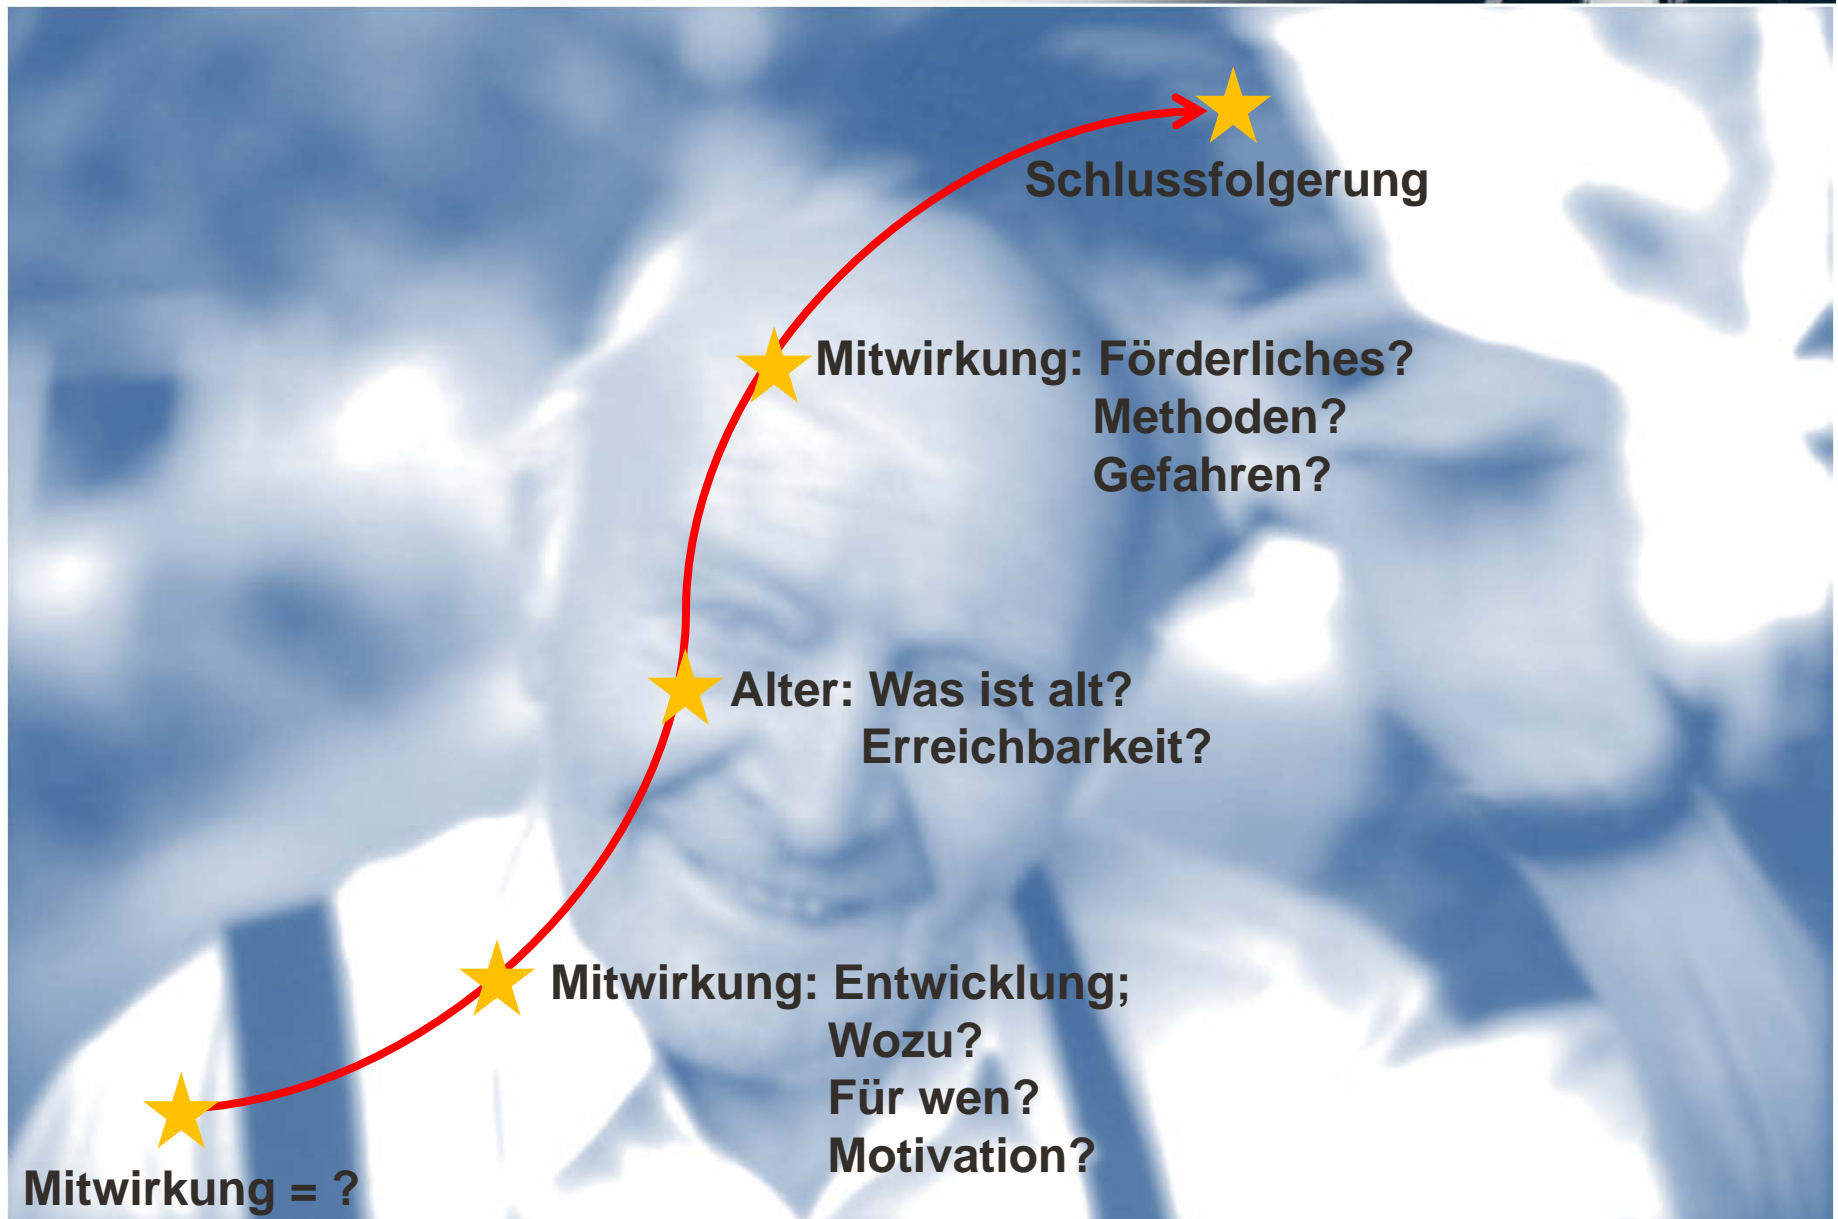 Schlussfolgerung
Mitwirkung: Förderliches?
Methoden?
Gefahren?
Alter: Was ist alt?
Erreichbarkeit?
Mitwirkung: Entwicklung;
Wozu?
Für wen?
Motivation?
Mitwirkung = ?